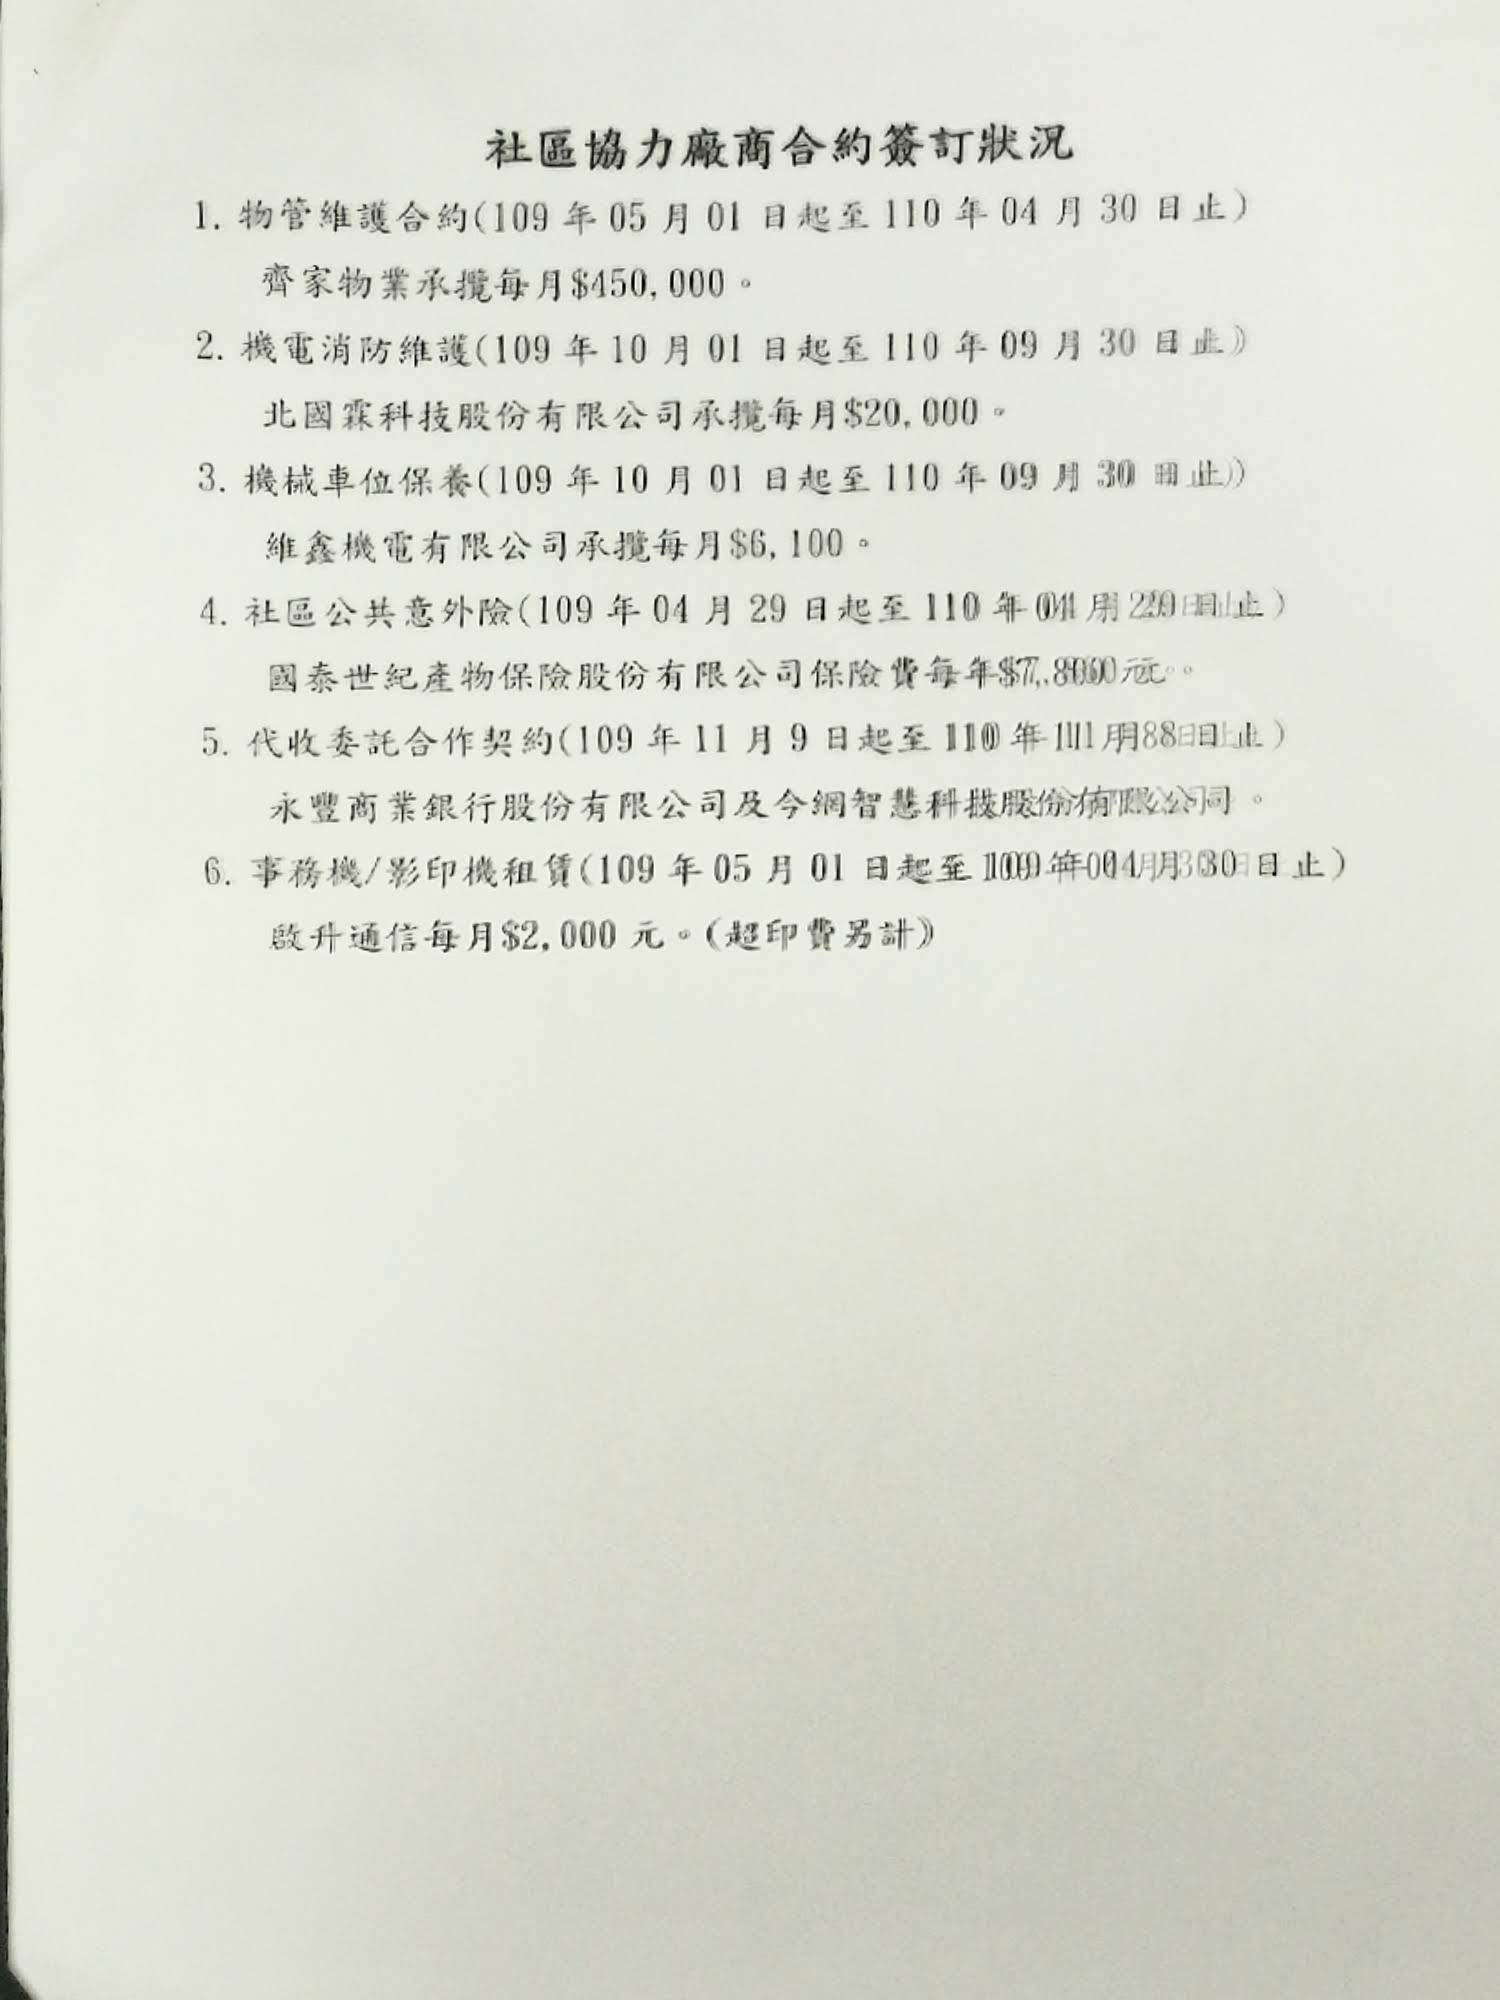 社區協力廠商合約簽訂狀況
1. 物管維護合約(109 年 05 月 01 日起至 110 年 04 月 30 日止)
齊家物業承攬每月$450,000。
2. 機電消防維護(109 年 10 月 01 日起至 110 年 09 月 30 日止)
北國霖科技股份有限公司承攬每月$20,000。
3. 機械車位保養(109 年 10 月 01 日起至 110 年 09 月 30 日止)
維鑫機電有限公司承攬每月$6,100。
4. 社區公共意外險(109 年 04 月 29 日起至 110 年 04 月 29 日止)
國泰世紀產物保險股份有限公司保險費每年 元。
5. 代收委託合作契約(109 年 11 月 9 日起至 110 年 11 月 8 日止)
永豐商業銀行股份有限公司及今網智慧科技股份有限公司。
6. 事務機/影印機租賃(109 年 05 月 01 日起至 109 年 04 月 30 日止)
啟升通信每月$2,000 元。(超印費另計)